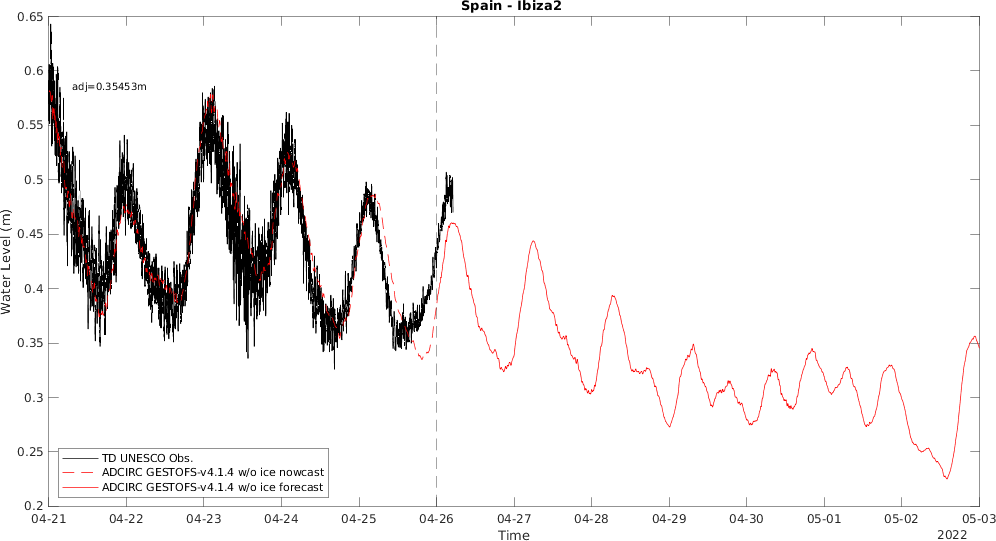 Spain - Ibiza2
0.65
0.6
0.55
0.5
0.45
0.4
0.35
0.3
0.25
0.2
Water Level (m)
adj=0.35453m
TD UNESCO Obs.
ADCIRC GESTOFS-v4.1.4 w/o ice nowcast
ADCIRC GESTOFS-v4.1.4 w/o ice forecast
04-21 04-22 04-23 04-24 04-25 04-26 04-27 04-28 04-29 04-30 05-01 05-02 05-03
Time
2022